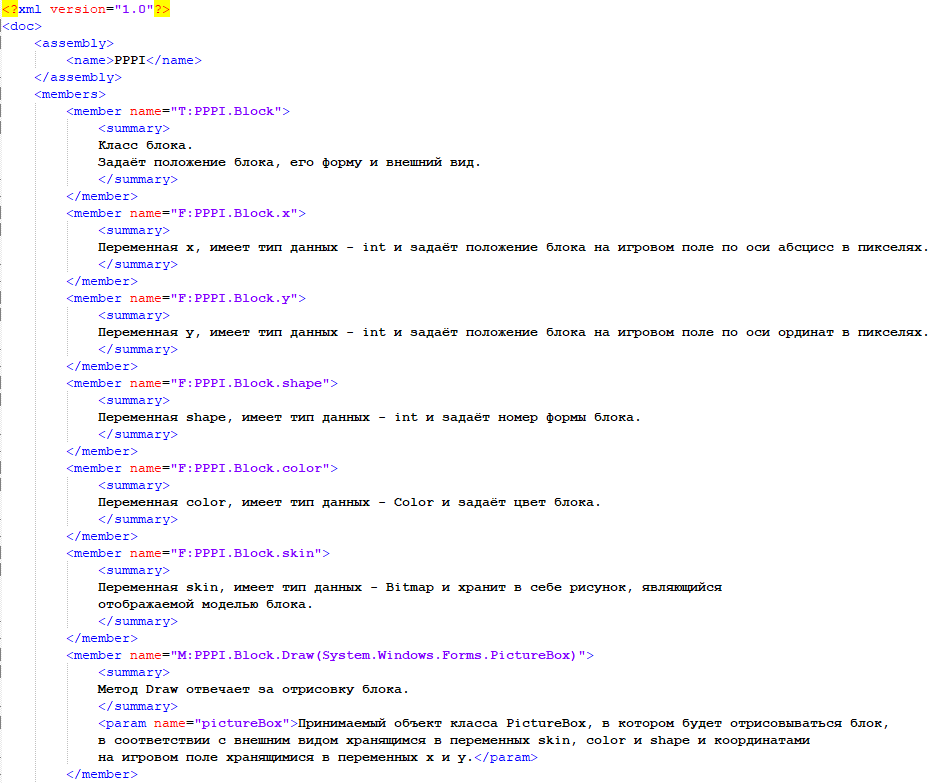 <?xml version="1.0"?>
<doc>
<assembly>
<name>PPPI</name>
</assembly>
<members>
<member name="T:PPPI.Block">
<summary>
Класс блока.
Задаёт положение блока, его форму и внешний вид.
</summary>
</member>
<member name="F:PPPI.Block.x">
<summary>
Переменная x, имеет тип данных - int и задаёт положение блока на игровом поле по оси абсцисс в пикселях.
</summary>
</member>
<member name="F:PPPI.Block.y">
<summary>
Переменная y, имеет тип данных - int и задаёт положение блока на игровом поле по оси ординат в пикселях.
</summary>
</member>
<member name="F:PPPI.Block.shape">
<summary>
Переменная shape, имеет тип данных - int и задаёт номер формы блока.
</summary>
</member>
<member name="F:PPPI.Block.color">
<summary>
Переменная color, имеет тип данных - Color и задаёт цвет блока.
</summary>
</member>
<member name="F:PPPI.Block.skin">
<summary>
Переменная skin, имеет тип данных - Bitmap и хранит в себе рисунок, являющийся
отображаемой моделью блока.
</summary>
</member>
<member name="M:PPPI.Block.Draw(System.Windows.Forms.PictureBox)">
<summary>
Метод Draw отвечает за отрисовку блока.
</summary>
<param name="pictureBox">Принимаемый объект класса PictureBox, в котором будет отрисовываться блок,
в соответствии с внешним видом хранящимся в переменных skin, color и shape и координатами
на игровом поле хранящимися в переменных x и y.</param>
</member>